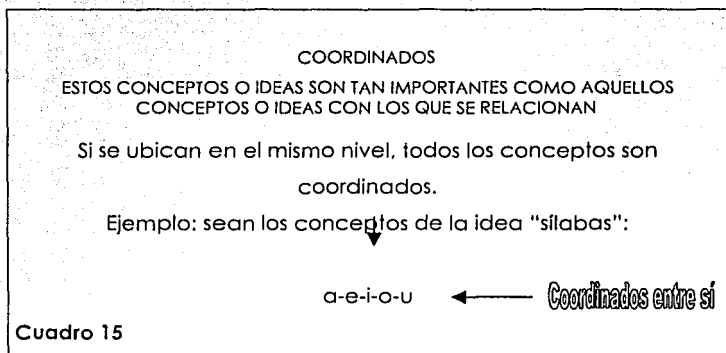 COORDINADOS
ESTOS CONCEPTOS O IDEAS SON TAN IMPORTANTES COMO AQUELLOS
CONCEPTOS O IDEAS CON LOS QUE SE RELACIONAN
Si se ubican en el mismo nivel, todos los conceptos son
coordinados.
Ejemplo: sean los conceptos de la idea "sílabas":
a-e-i-o-u Coordinados entre sí
Cuadro 15